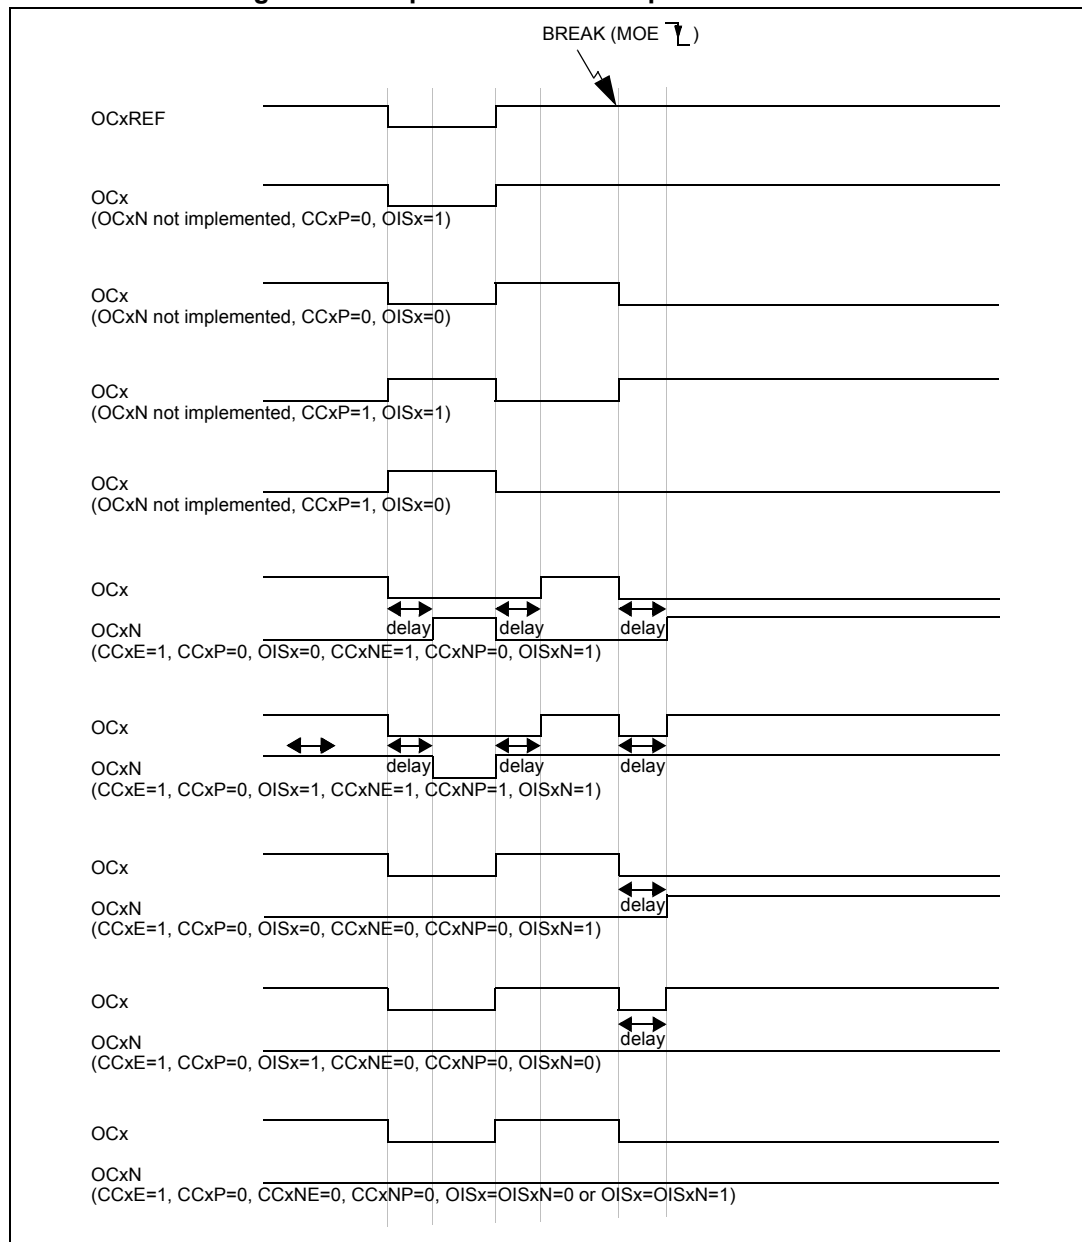 BREAK (MOE )
OCxREF
OCx
(OCxN not implemented, CCxP=0, OISx=1)
OCx
(OCxN not implemented, CCxP=0, OISx=0)
OCx
(OCxN not implemented, CCxP=1, OISx=1)
OCx
(OCxN not implemented, CCxP=1, OISx=0)
OCx
OCxN delay delay delay
(CCxE=1, CCxP=0, OISx=0, CCxNE=1, CCxNP=0, OISxN=1)
OCx
OCxN delay delay delay
(CCxE=1, CCxP=0, OISx=1, CCxNE=1, CCxNP=1, OISxN=1)
OCx
OCxN delay
(CCxE=1, CCxP=0, OISx=0, CCxNE=0, CCxNP=0, OISxN=1)
OCx
OCxN delay
(CCxE=1, CCxP=0, OISx=1, CCxNE=0, CCxNP=0, OISxN=0)
OCx
OCxN
(CCxE=1, CCxP=0, CCxNE=0, CCxNP=0, OISx=OISxN=0 or OISx=OISxN=1)